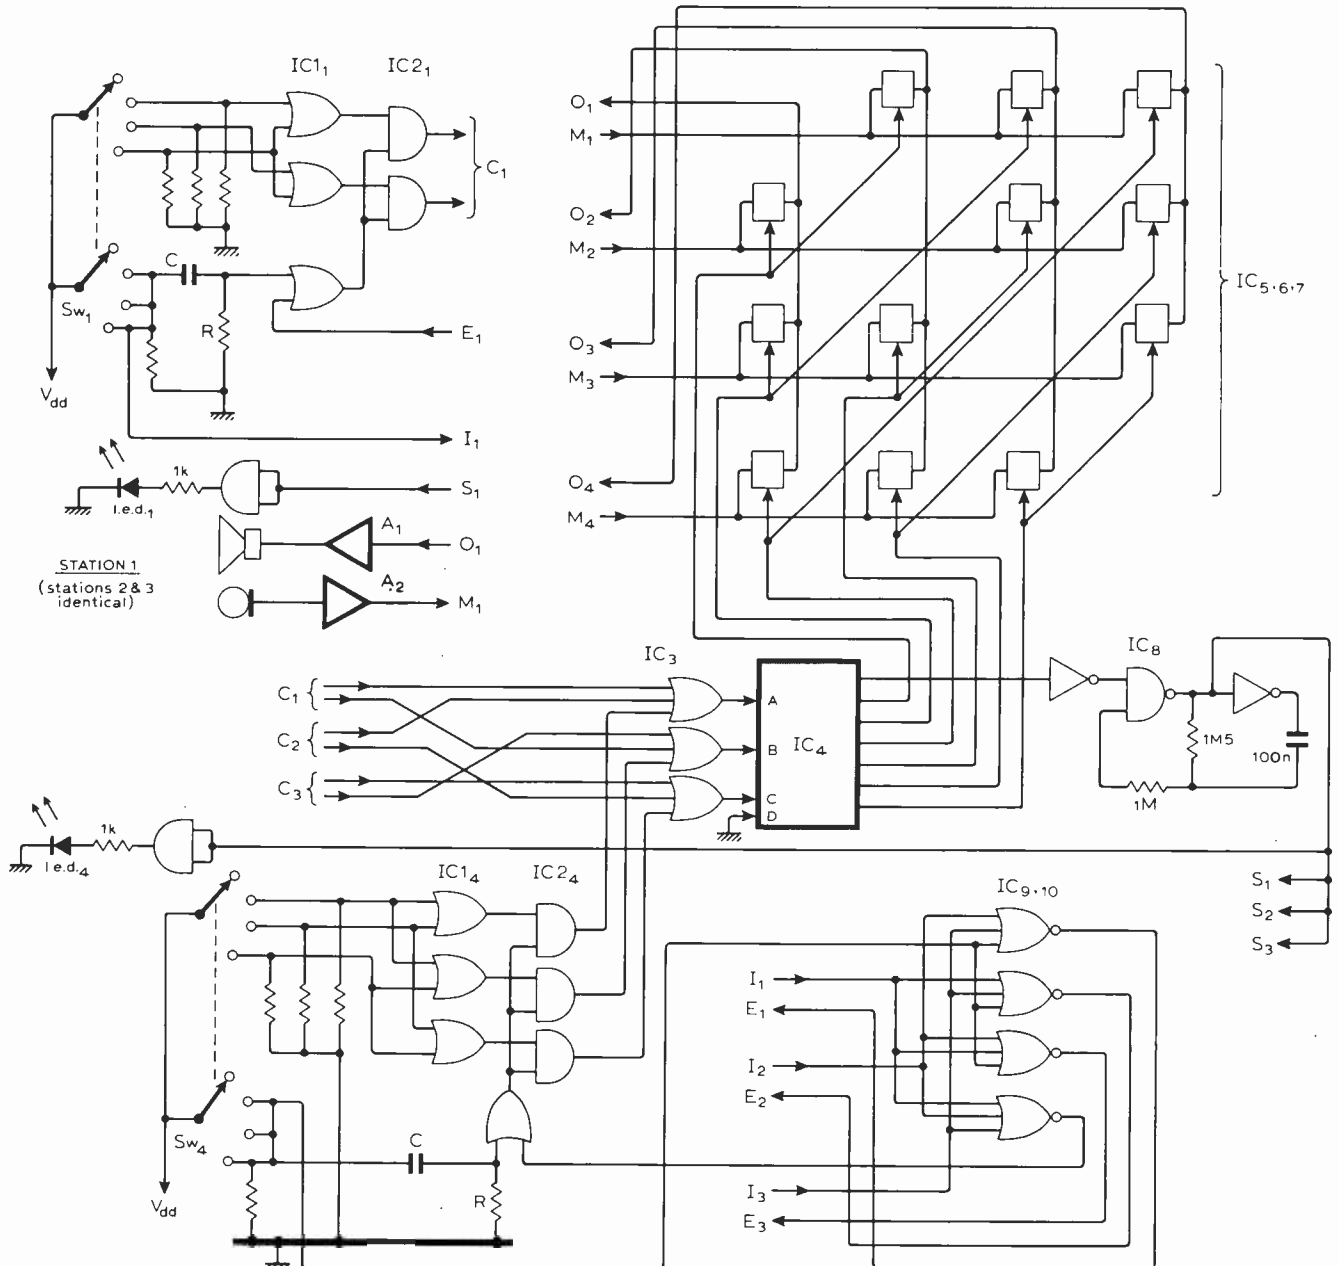 IC1₁
IC2₁
C₁
C
Sw₁
R
E₁
V_dd
I₁
1k
l.e.d.₁
S₁
A₁
O₁
STATION 1
(stations 2 & 3
identical)
A₂
M₁
O₁
M₁
O₂
M₂
O₃
M₃
O₄
M₄
IC₅,₆,₇
IC₃
C₁
C₂
C₃
A
B
C
D
IC₄
IC₈
1M5
100n
1M
1k
l.e.d.₄
S₁
S₂
S₃
IC1₄
IC2₄
IC₉,₁₀
I₁
E₁
I₂
E₂
I₃
E₃
Sw₄
C
R
V_dd